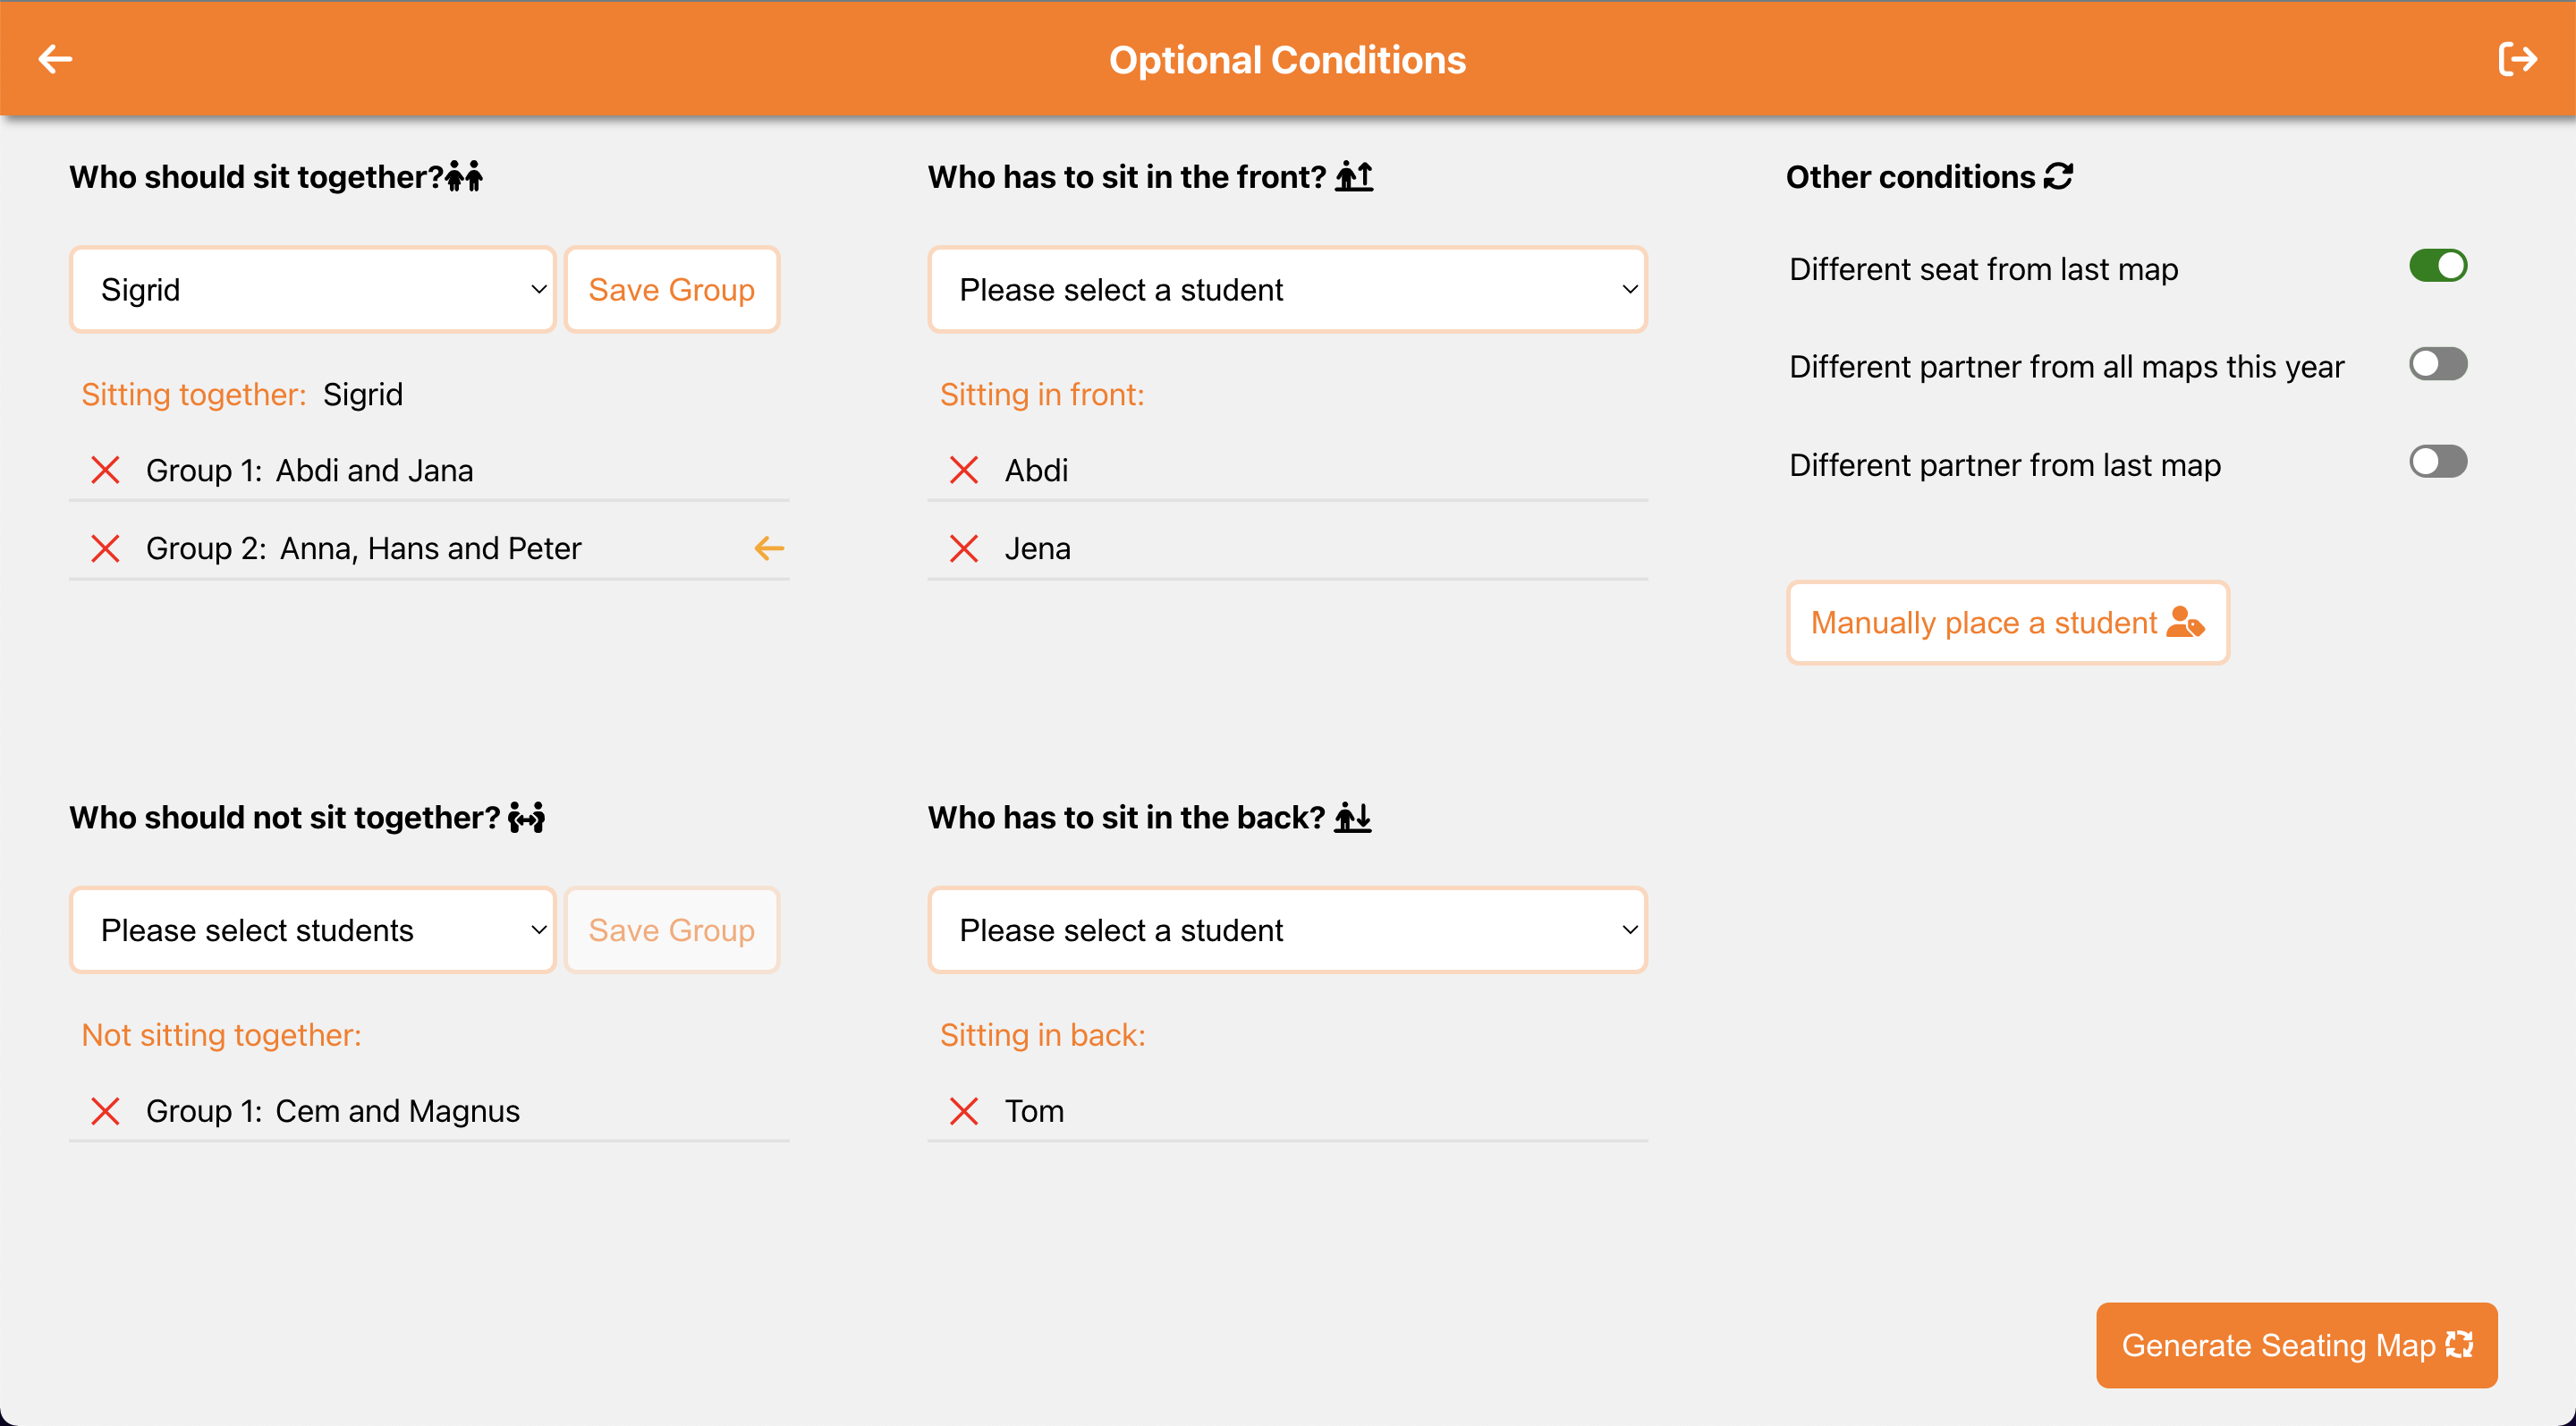 Optional Conditions
Who should sit together?
Sigrid
Save Group
Sitting together: Sigrid
Group 1: Abdi and Jana
Group 2: Anna, Hans and Peter
Who has to sit in the front?
Please select a student
Sitting in front:
Abdi
Jena
Other conditions
Different seat from last map
Different partner from all maps this year
Different partner from last map
Manually place a student
Who should not sit together?
Please select students
Save Group
Not sitting together:
Group 1: Cem and Magnus
Who has to sit in the back?
Please select a student
Sitting in back:
Tom
Generate Seating Map